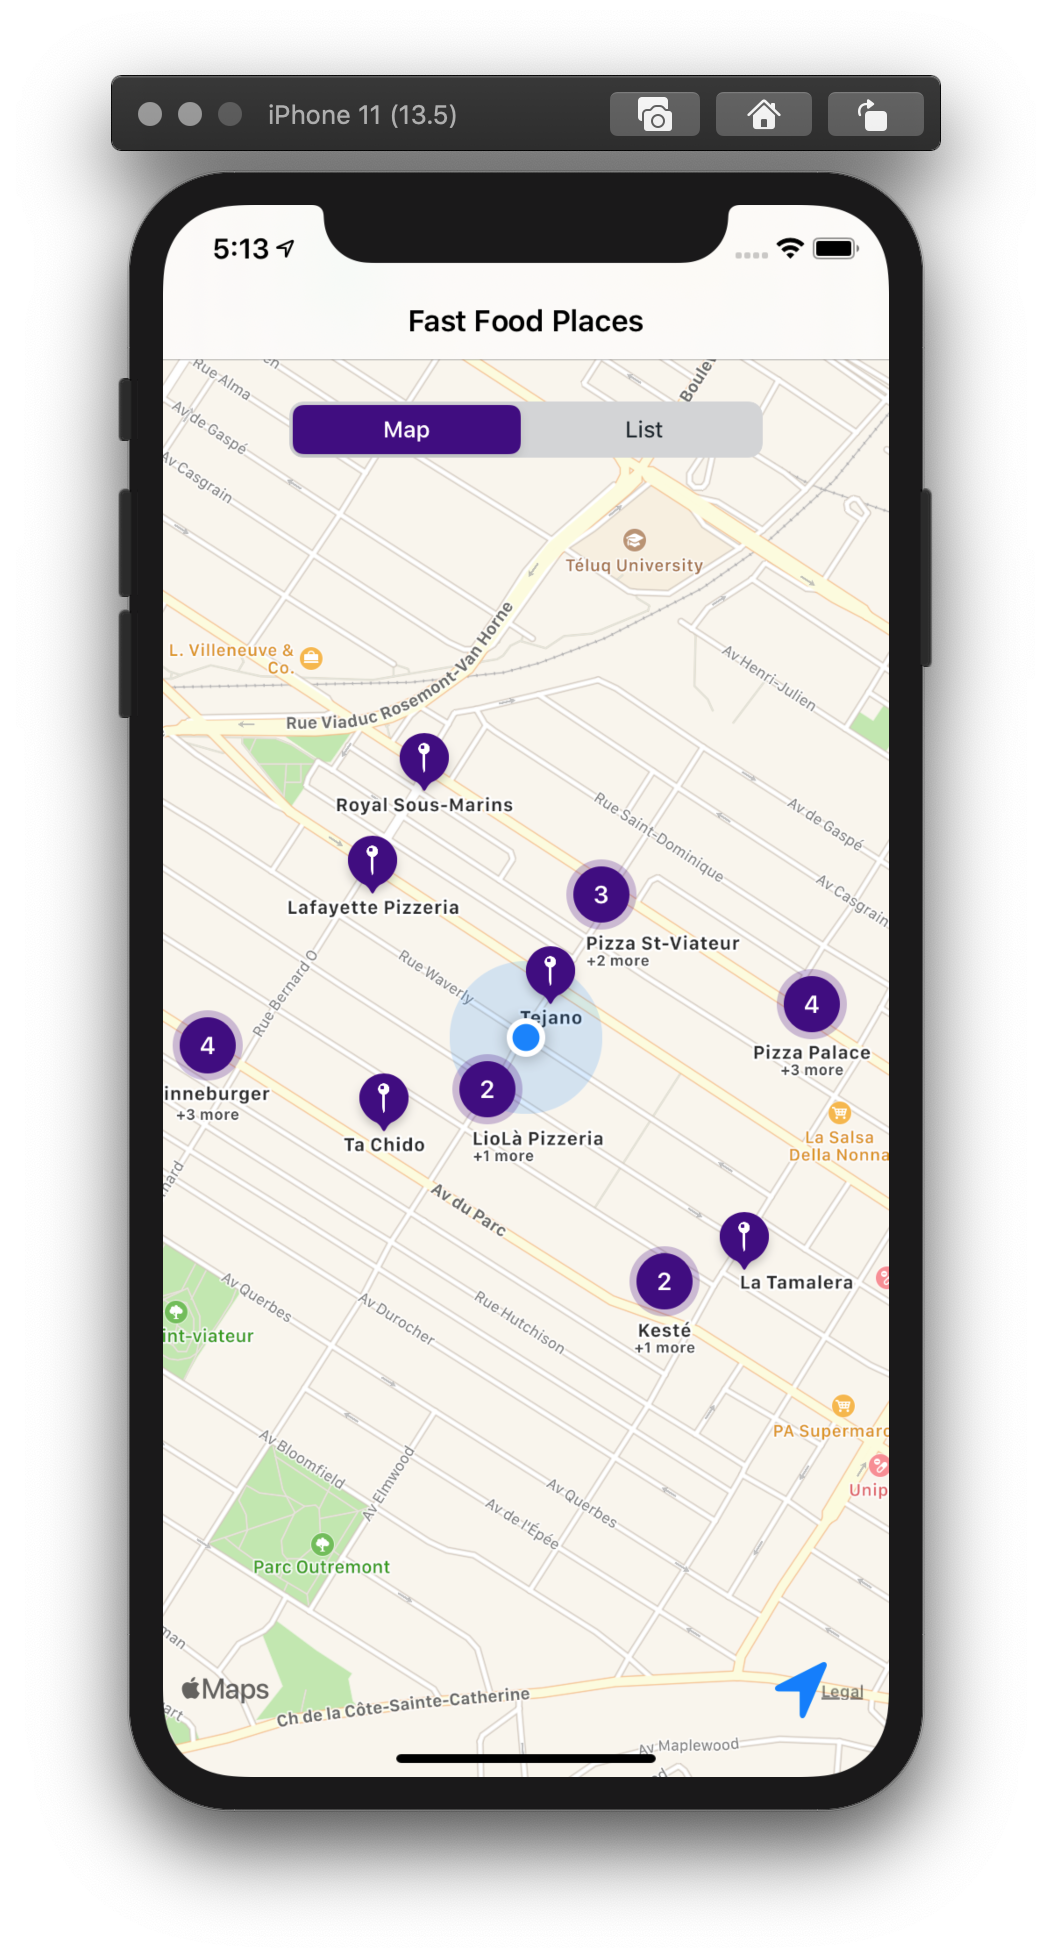 iPhone 11 (13.5)
5:13
Fast Food Places
Rue Alma
Boulev
Av de Gaspé
Map
List
Av Casgrain
Téluq University
L. Villeneuve &
Co.
Rue Viaduc Rosemont-Van Horne
Av Henri-Julien
Royal Sous-Marins
Rue Saint-Dominique
Av de Gaspé
Lafayette Pizzeria
3
Av Casgrain
Pizza St-Viateur
+2 more
Rue Waverly
Rue Bernard O
Tejano
4
Pizza Palace
+3 more
4
inneburger
+3 more
2
LioLà Pizzeria
+1 more
Ta Chido
La Salsa
Della Nonna
nard
Av du Parc
La Tamalera
2
Kesté
+1 more
Av Querbes
Av Durocher
Rue Hutchison
int-viateur
PA Supermarc
Unip
Av Bloomfield
Av Elmwood
Av Querbes
Av de l'Épée
Parc Outremont
man
Maps
Legal
Ch de la Côte-Sainte-Catherine
art
Av Maplewood